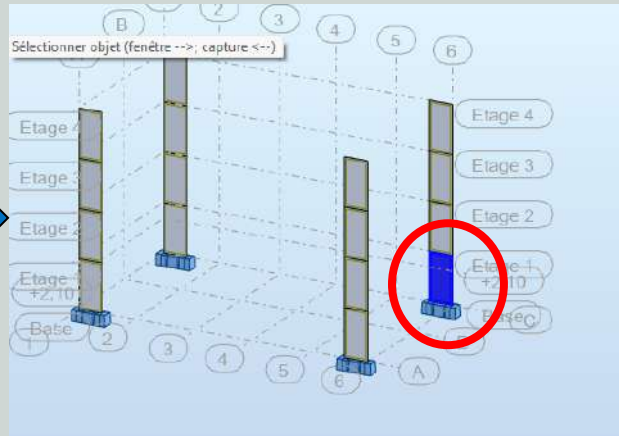 2
3
4
5
6
B
Sélectionner objet (fenêtre -->; capture <--)
Etage 4
Etage 3
Etage 2
Etage 1
+2,10
Base
C
B
Etage 4
Etage 3
Etage 2
Etage 1
+2,10
Base
1
2
3
4
5
6
A